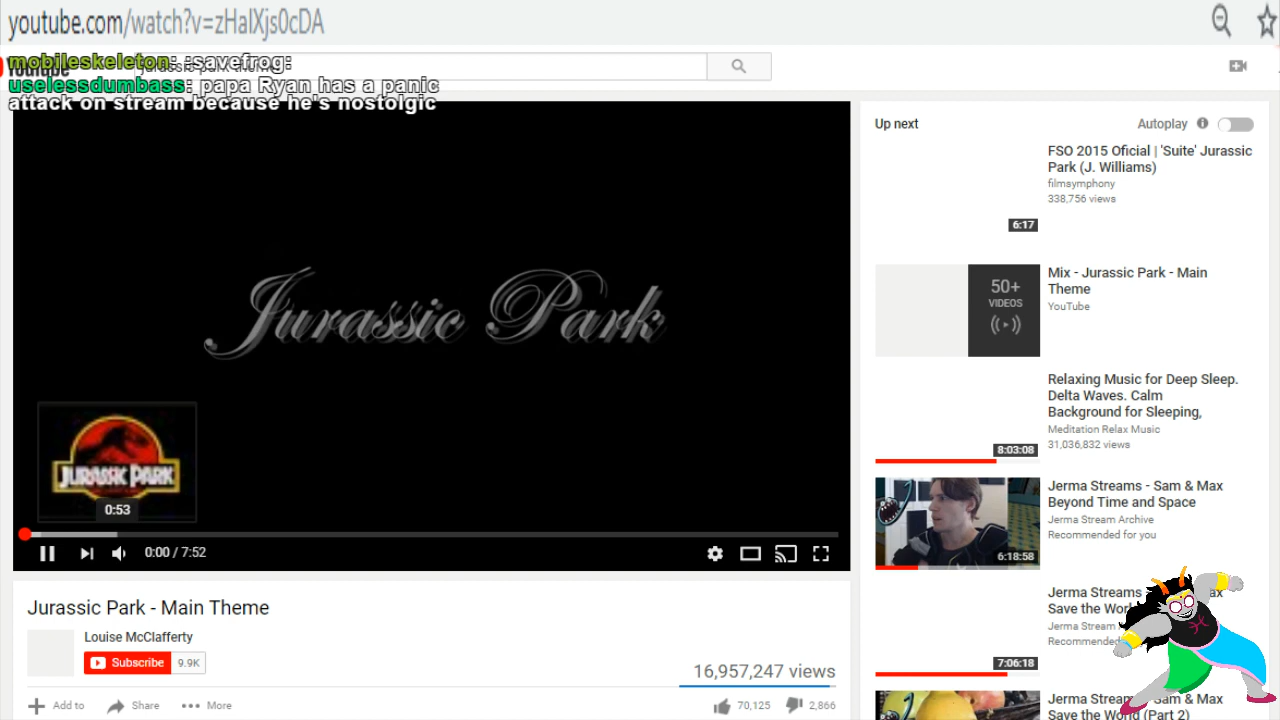 youtube.com/watch?v=zHalXjs0cDA
mobileskeleton: :savefrog:
uselessdumbass: papa Ryan has a panic
attack on stream because he's nostolgic
Jurassic Park
JURASSIC PARK
0:53
0:00 / 7:52
Jurassic Park - Main Theme
Louise McClafferty
Subscribe 9.9K
16,957,247 views
Add to Share More 70,125 2,866
Up next Autoplay
FSO 2015 Oficial | 'Suite' Jurassic
Park (J. Williams)
filmsymphony
338,756 views
6:17
50+
VIDEOS
Mix - Jurassic Park - Main
Theme
YouTube
Relaxing Music for Deep Sleep.
Delta Waves. Calm
Background for Sleeping,
Meditation Relax Music
31,036,832 views
8:03:08
Jerma Streams - Sam & Max
Beyond Time and Space
Jerma Stream Archive
Recommended for you
6:18:58
Jerma Streams
Save the
Jerma Stream
Recommended
7:06:18
Jerma Streams - Sam & Max
Save the World (Part 2)